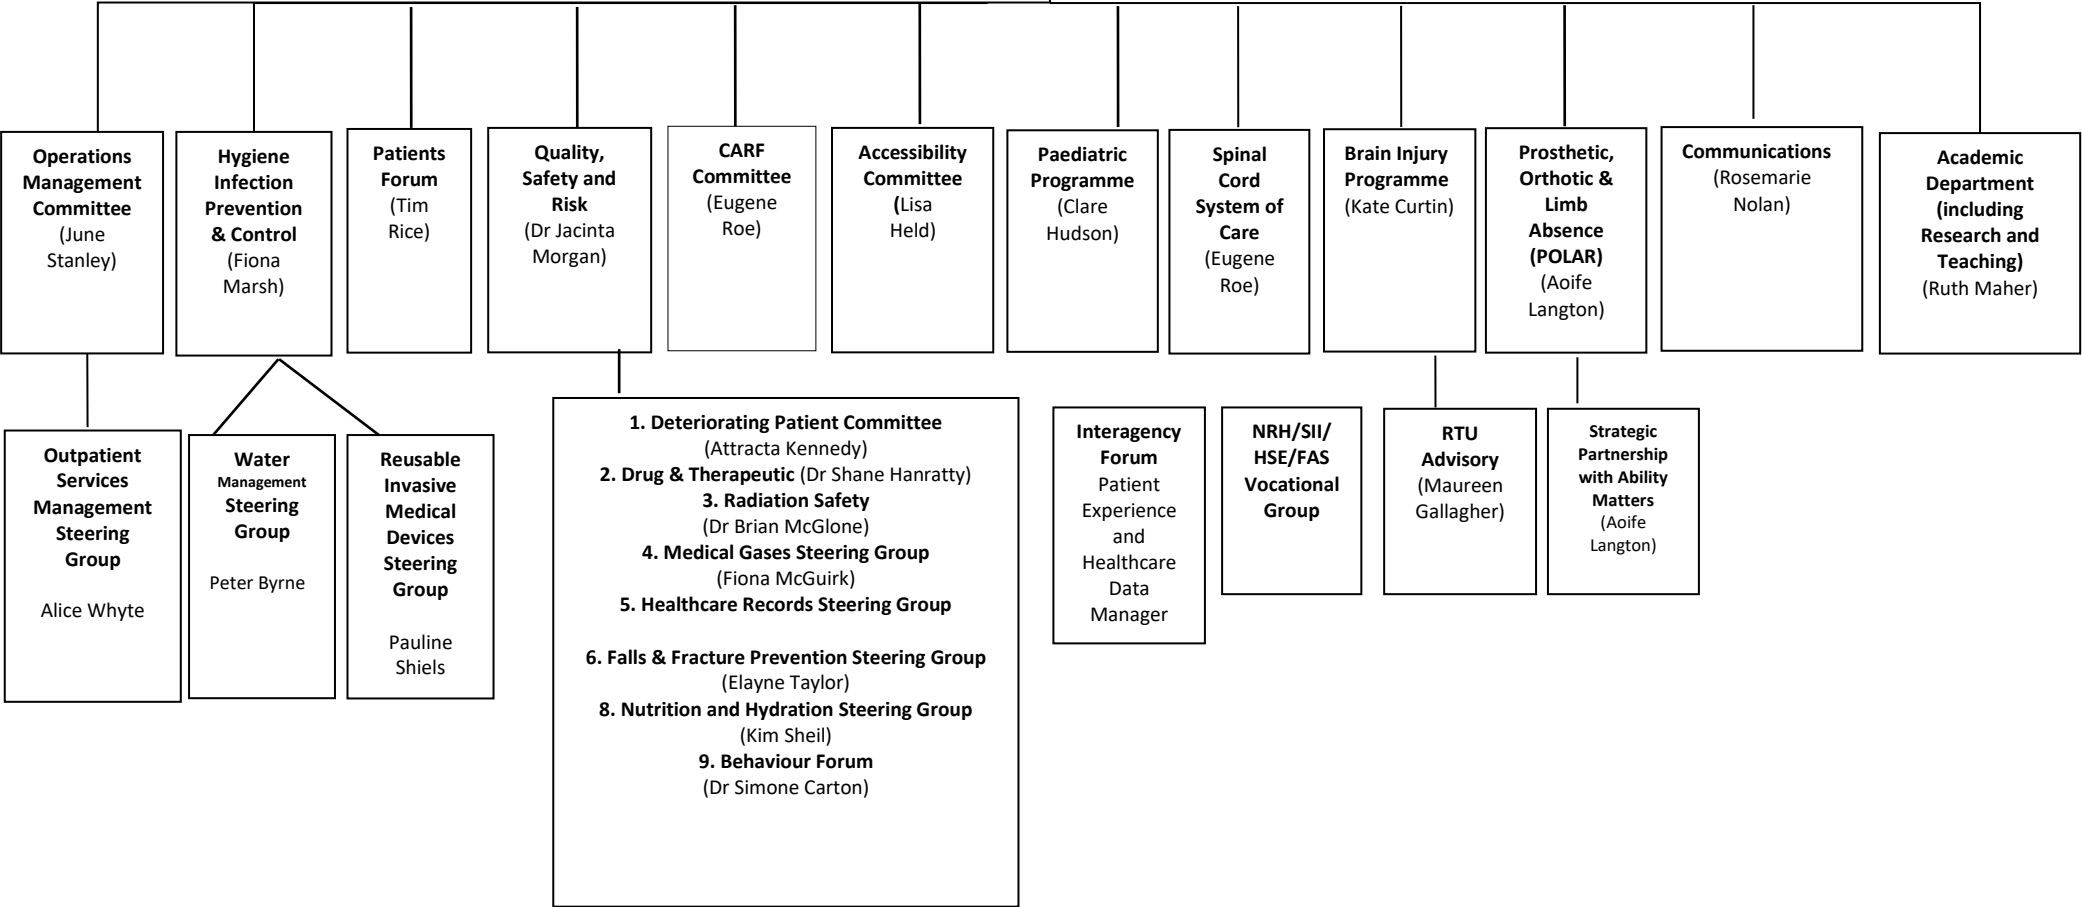 Operations
Management
Committee
(June
Stanley)
Hygiene
Infection
Prevention
& Control
(Fiona
Marsh)
Patients
Forum
(Tim
Rice)
Quality,
Safety and
Risk
(Dr Jacinta
Morgan)
CARF
Committee
(Eugene
Roe)
Accessibility
Committee
(Lisa
Held)
Paediatric
Programme
(Clare
Hudson)
Spinal
Cord
System of
Care
(Eugene
Roe)
Brain Injury
Programme
(Kate Curtin)
Prosthetic,
Orthotic &
Limb
Absence
(POLAR)
(Aoife
Langton)
Communications
(Rosemarie
Nolan)
Academic
Department
(including
Research and
Teaching)
(Ruth Maher)
Outpatient
Services
Management
Steering
Group
Alice Whyte
Water
Management
Steering
Group
Peter Byrne
Reusable
Invasive
Medical
Devices
Steering
Group
Pauline
Shiels
1. Deteriorating Patient Committee
(Attracta Kennedy)
2. Drug & Therapeutic (Dr Shane Hanratty)
3. Radiation Safety
(Dr Brian McGlone)
4. Medical Gases Steering Group
(Fiona McGuirk)
5. Healthcare Records Steering Group
6. Falls & Fracture Prevention Steering Group
(Elayne Taylor)
8. Nutrition and Hydration Steering Group
(Kim Sheil)
9. Behaviour Forum
(Dr Simone Carton)
Interagency
Forum
Patient
Experience
and
Healthcare
Data
Manager
NRH/SII/
HSE/FAS
Vocational
Group
RTU
Advisory
(Maureen
Gallagher)
Strategic
Partnership
with Ability
Matters
(Aoife
Langton)